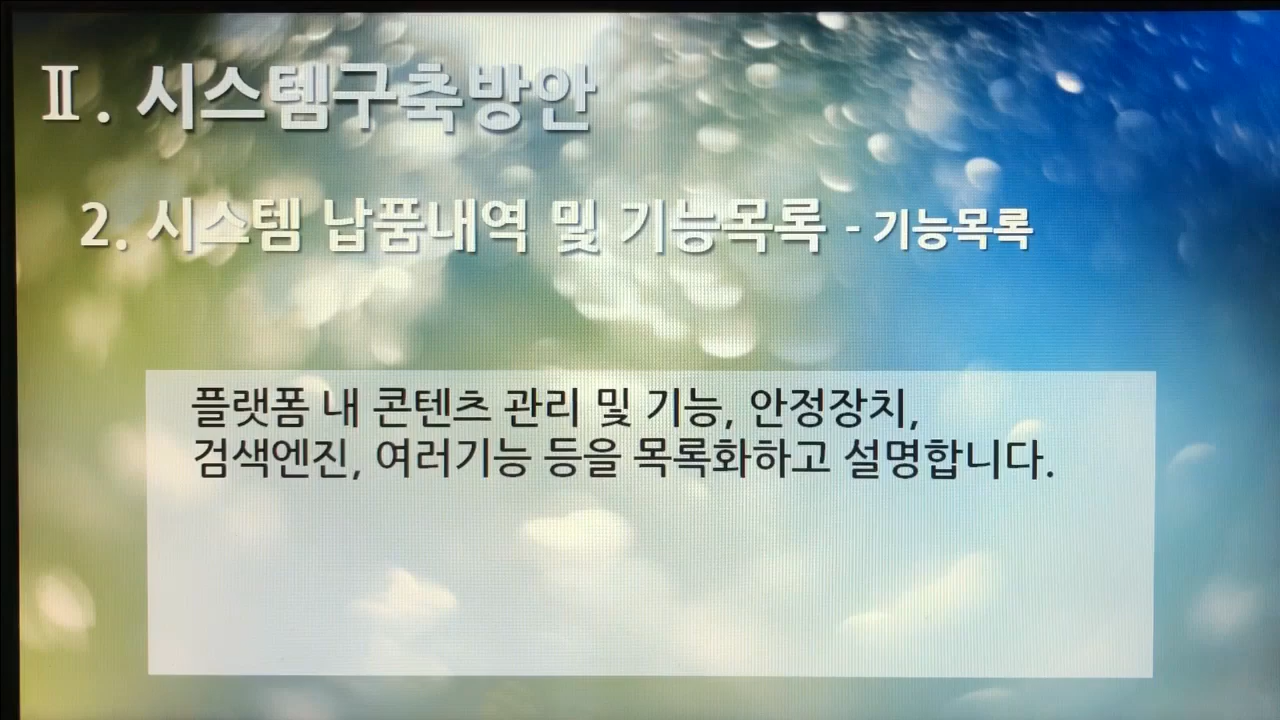 Ⅱ. 시스템구축방안
2. 시스템 납품내역 및 기능목록 - 기능목록
플랫폼 내 콘텐츠 관리 및 기능, 안정장치,
검색엔진, 여러기능 등을 목록화하고 설명합니다.